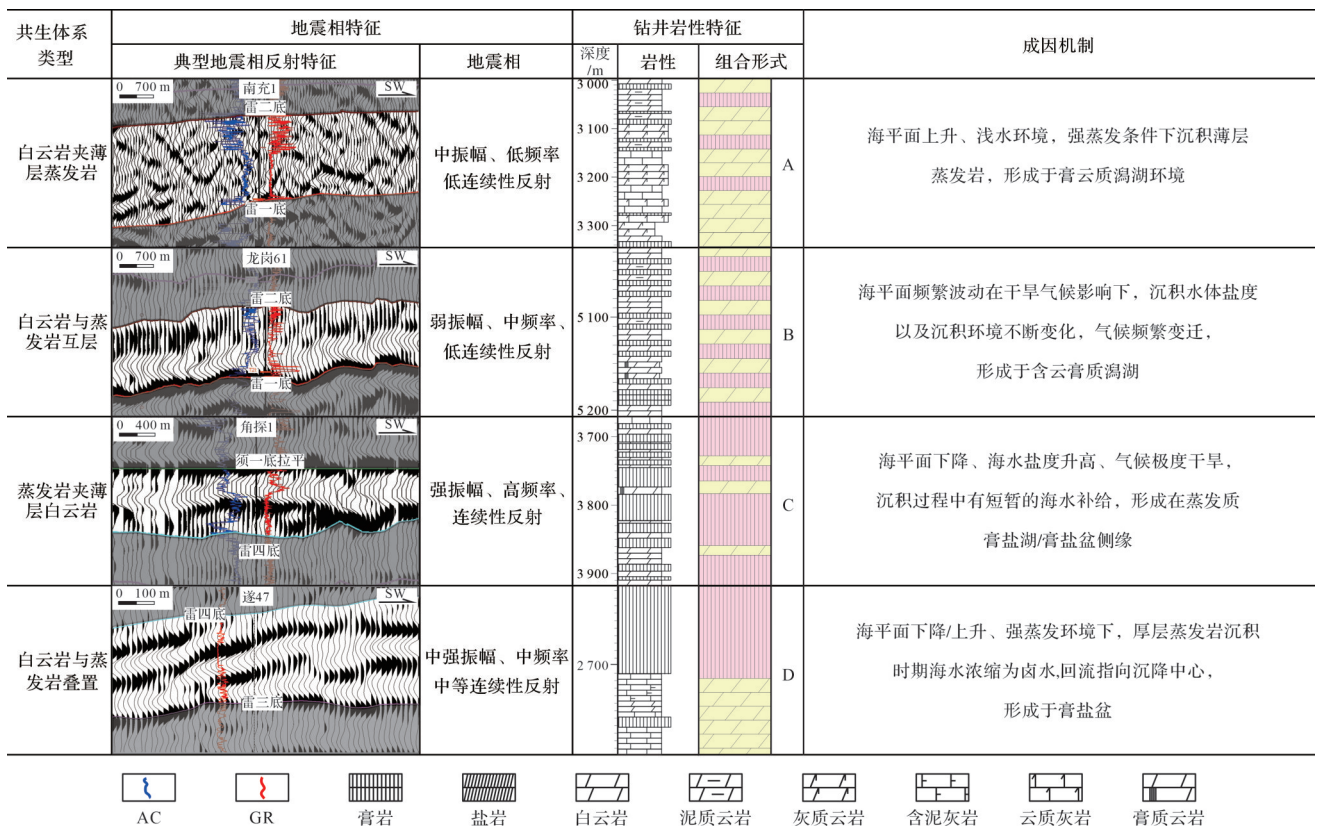 共生体系
类型
地震相特征
钻井岩性特征
成因机制
典型地震相反射特征
地震相
深度
/m
岩性
组合形式
0 700 m
南充1
SW
雷二底
雷一底
白云岩夹薄
层蒸发岩
中振幅、低频率
低连续性反射
3 000
3 100
3 200
3 300
A
海平面上升、浅水环境，强蒸发条件下沉积薄层
蒸发岩，形成于膏云质潟湖环境
0 700 m
龙岗61
SW
雷二底
雷一底
白云岩与蒸
发岩互层
弱振幅、中频率、
低连续性反射
5 100
5 200
B
海平面频繁波动在干旱气候影响下，沉积水体盐度
以及沉积环境不断变化，气候频繁变迁，
形成于含云膏质潟湖
0 400 m
角探1
SW
须一底拉平
雷四底
蒸发岩夹薄
层白云岩
强振幅、高频率、
连续性反射
3 700
3 800
3 900
C
海平面下降、海水盐度升高、气候极度干旱，
沉积过程中有短暂的海水补给，形成在蒸发质
膏盐湖/膏盐盆侧缘
0 100 m
遂47
SW
雷四底
雷三底
白云岩与蒸
发岩叠置
中强振幅、中频率
中等连续性反射
2 700
D
海平面下降/上升、强蒸发环境下，厚层蒸发岩沉积
时期海水浓缩为卤水,回流指向沉降中心，
形成于膏盐盆
AC
GR
膏岩
盐岩
白云岩
泥质云岩
灰质云岩
含泥灰岩
云质灰岩
膏质云岩